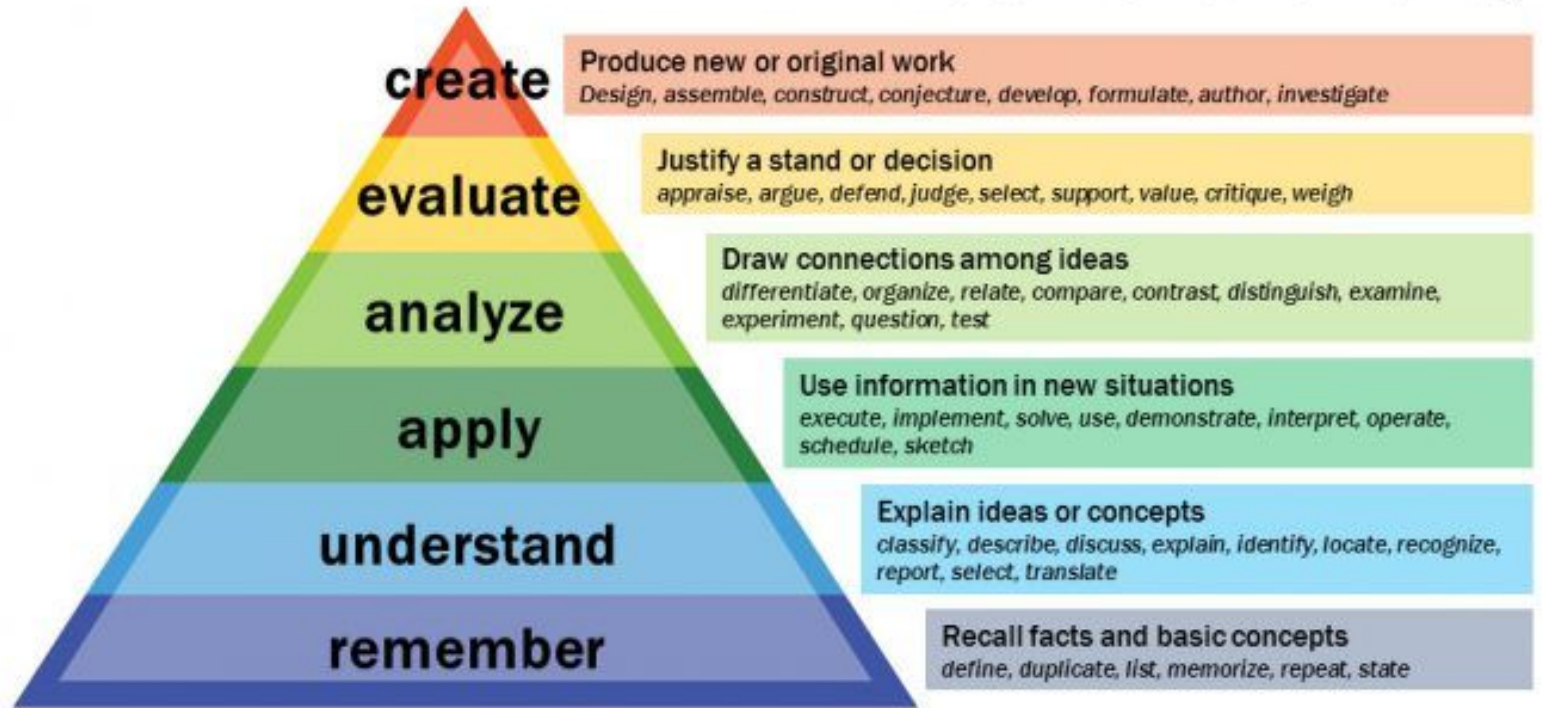 create
Produce new or original work
Design, assemble, construct, conjecture, develop, formulate, author, investigate
evaluate
Justify a stand or decision
appraise, argue, defend, judge, select, support, value, critique, weigh
analyze
Draw connections among ideas
differentiate, organize, relate, compare, contrast, distinguish, examine,
experiment, question, test
apply
Use information in new situations
execute, implement, solve, use, demonstrate, interpret, operate,
schedule, sketch
understand
Explain ideas or concepts
classify, describe, discuss, explain, identify, locate, recognize,
report, select, translate
remember
Recall facts and basic concepts
define, duplicate, list, memorize, repeat, state